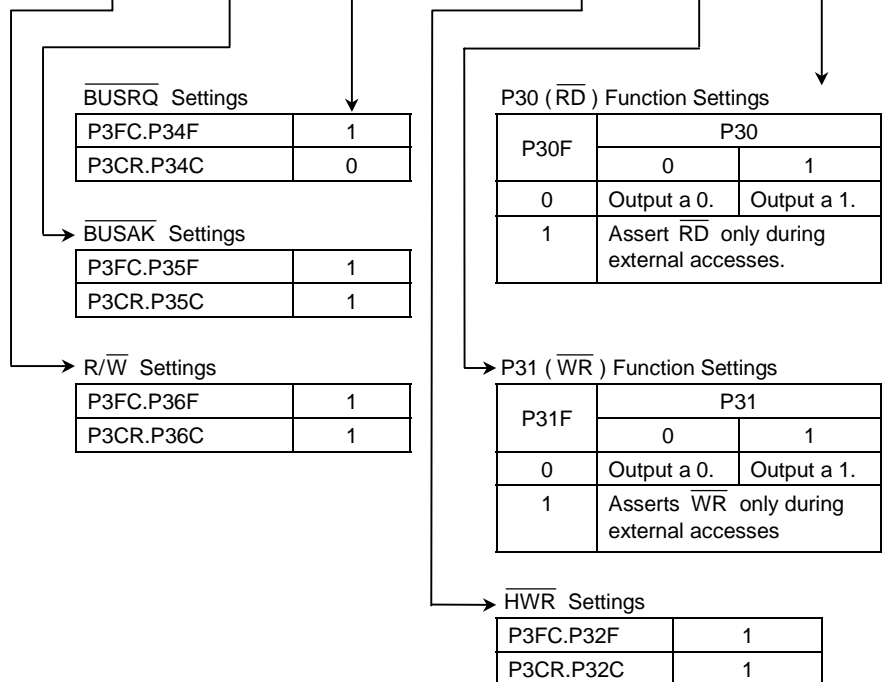 BUSRQ Settings
P3FC.P34F 1
P3CR.P34C 0
BUSAK Settings
P3FC.P35F 1
P3CR.P35C 1
R/W Settings
P3FC.P36F 1
P3CR.P36C 1
P30 ( RD ) Function Settings
P30F P30
0 1
0 Output a 0. Output a 1.
1 Assert RD only during
external accesses.
P31 ( WR ) Function Settings
P31F P31
0 1
0 Output a 0. Output a 1.
1 Asserts WR only during
external accesses
HWR Settings
P3FC.P32F 1
P3CR.P32C 1